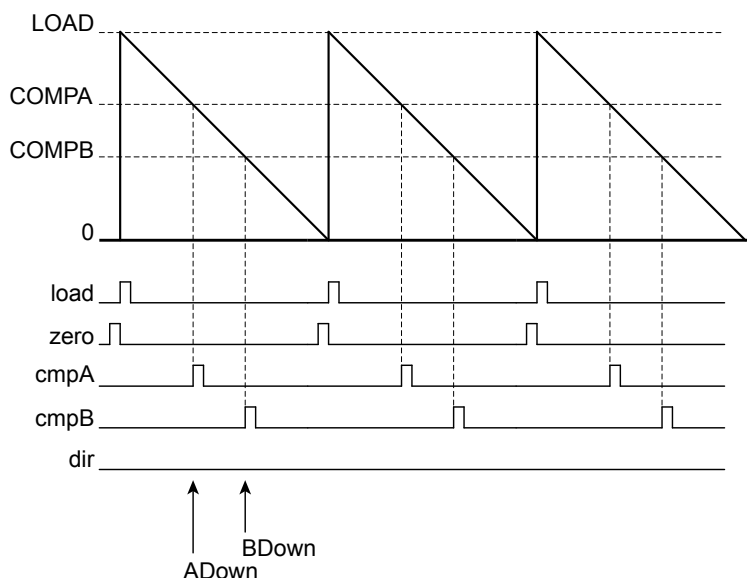 LOAD
COMPA
COMPB
0
load
zero
cmpA
cmpB
dir
BDown
ADown